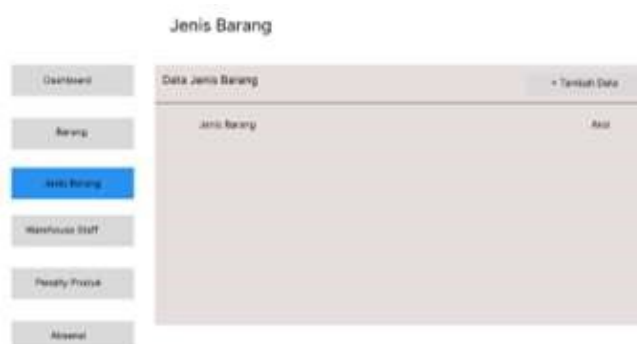 Jenis Barang
Dashboard
Barang
Jenis Barang
Warehouse Staff
Penalty Produk
Absensi
Data Jenis Barang
+ Tambah Data
Jenis Barang
Aksi